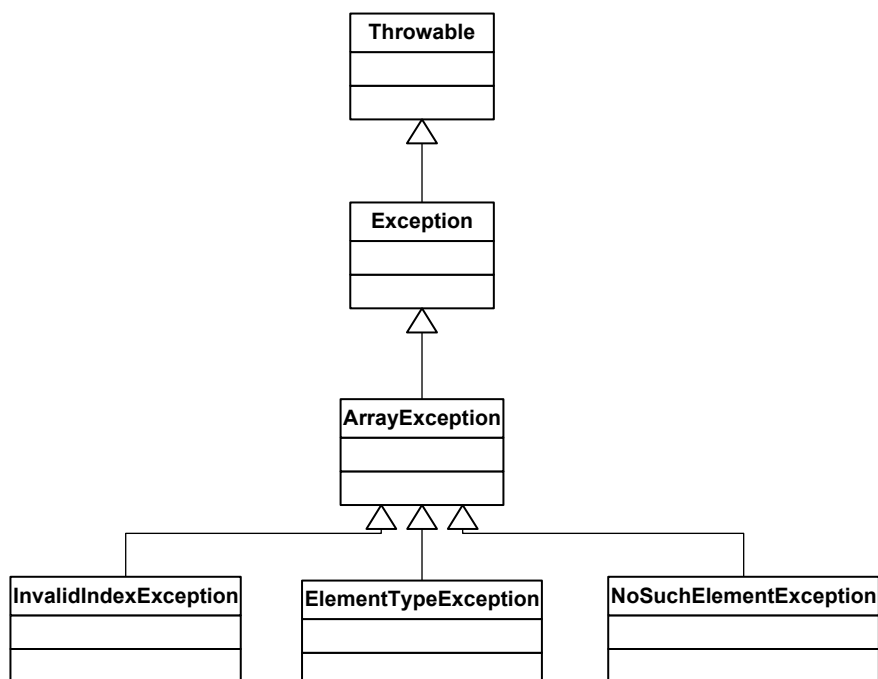 Throwable
Exception
ArrayException
InvalidIndexException
ElementTypeException
NoSuchElementException